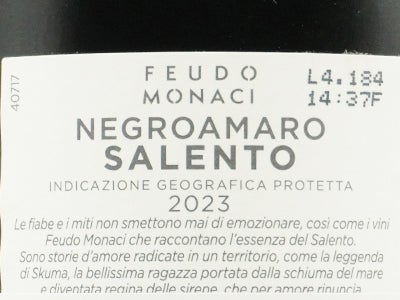 FEUDO
MONACI
L4.184
14:37F
40717
NEGROAMARO
SALENTO
INDICAZIONE GEOGRAFICA PROTETTA
2023
Le fiabe e i miti non smettono mai di emozionare, così come i vini
Feudo Monaci che raccontano l'essenza del Salento.
Sono storie d'amore radicate in un territorio, come la leggenda
di Skuma, la bellissima ragazza portata dalla schiuma del mare
e diventata regina delle sirene, che per amore rinuncia